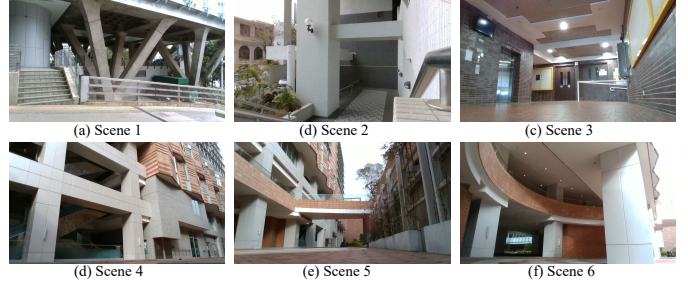 (a) Scene 1
(d) Scene 2
(c) Scene 3
(d) Scene 4
(e) Scene 5
(f) Scene 6